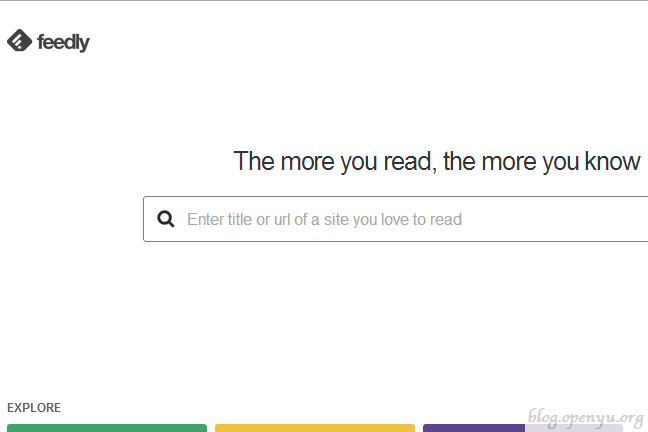 feedly
The more you read, the more you know
Enter title or url of a site you love to read
EXPLORE
blog.openyu.org